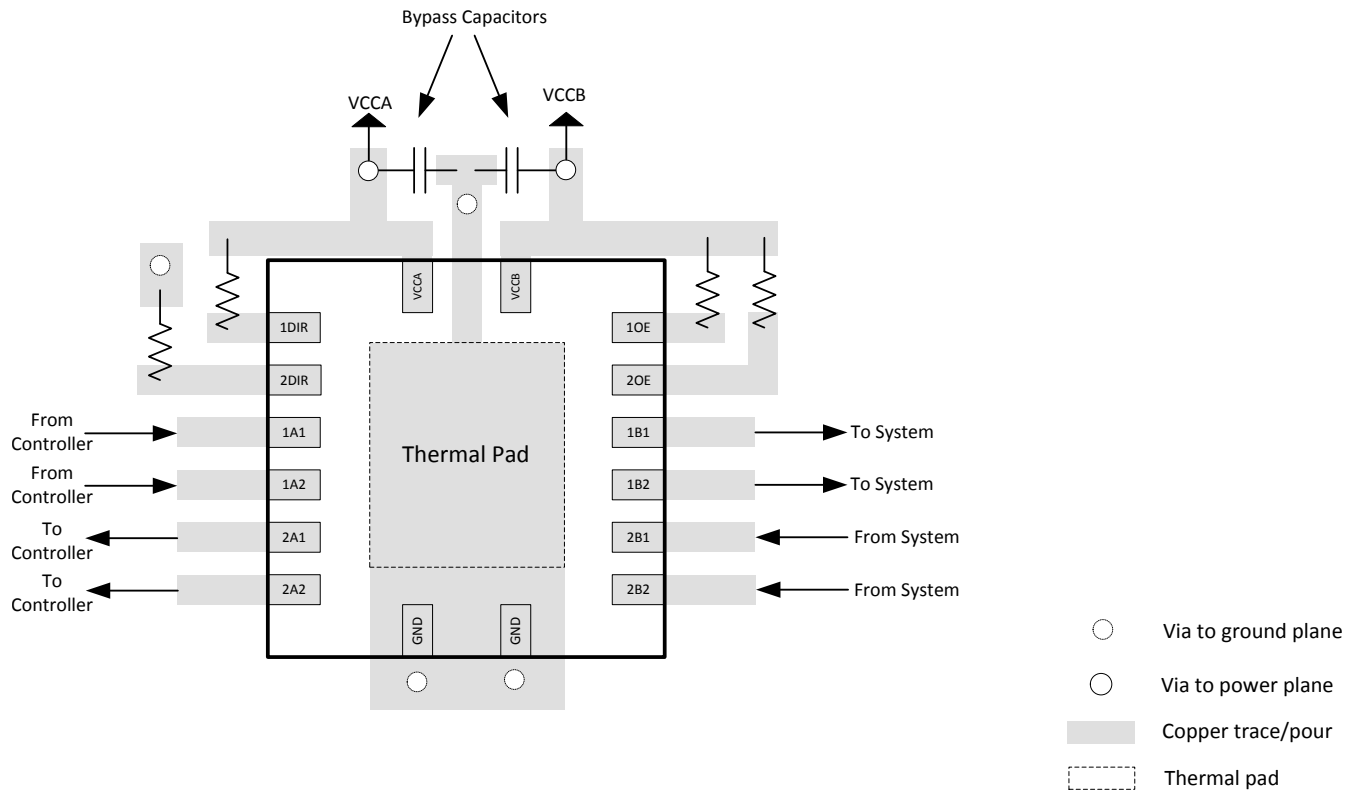 Bypass Capacitors
VCCA
VCCB
VCCA
VCCB
1DIR
1OE
2DIR
2OE
From
Controller
1A1
1B1
To System
From
Controller
1A2
1B2
To System
To
Controller
2A1
2B1
From System
To
Controller
2A2
2B2
From System
Thermal Pad
GND
GND
Via to ground plane
Via to power plane
Copper trace/pour
Thermal pad